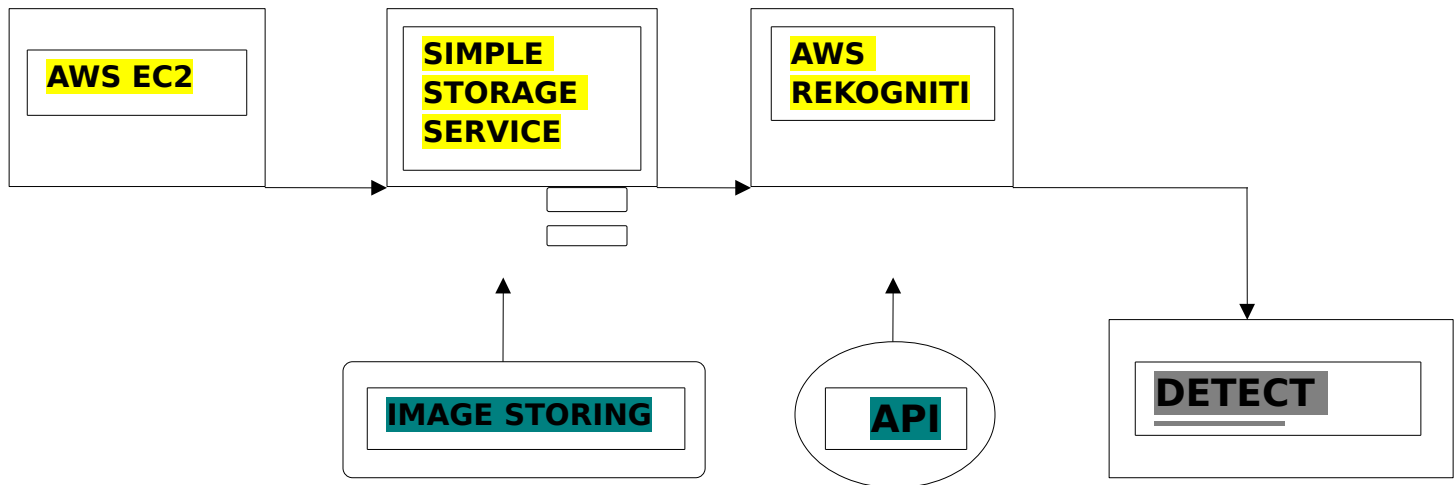 AWS EC2
SIMPLE
STORAGE
SERVICE
AWS
REKOGNITI
IMAGE STORING
API
DETECT